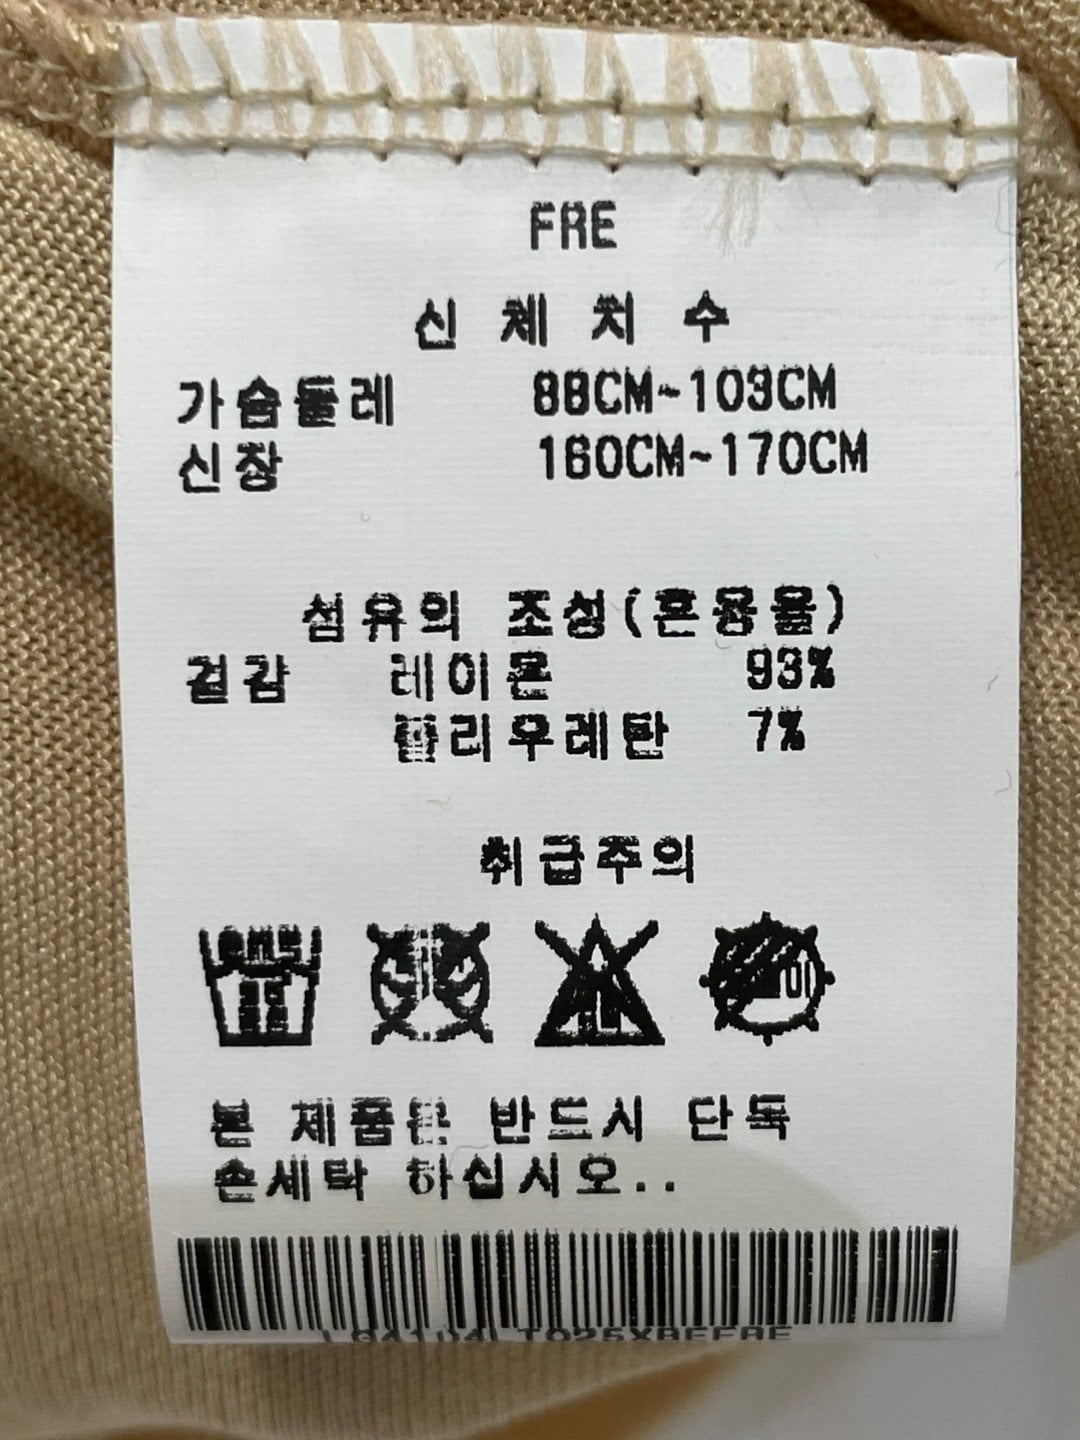 FRE
신 체 치 수
가슴둘레 88CM~103CM
신장 160CM~170CM
섬유의 조성(혼용율)
겉감 레이온 93%
폴리우레탄 7%
취급주의
본 제품은 반드시 단독
손세탁 하십시오..